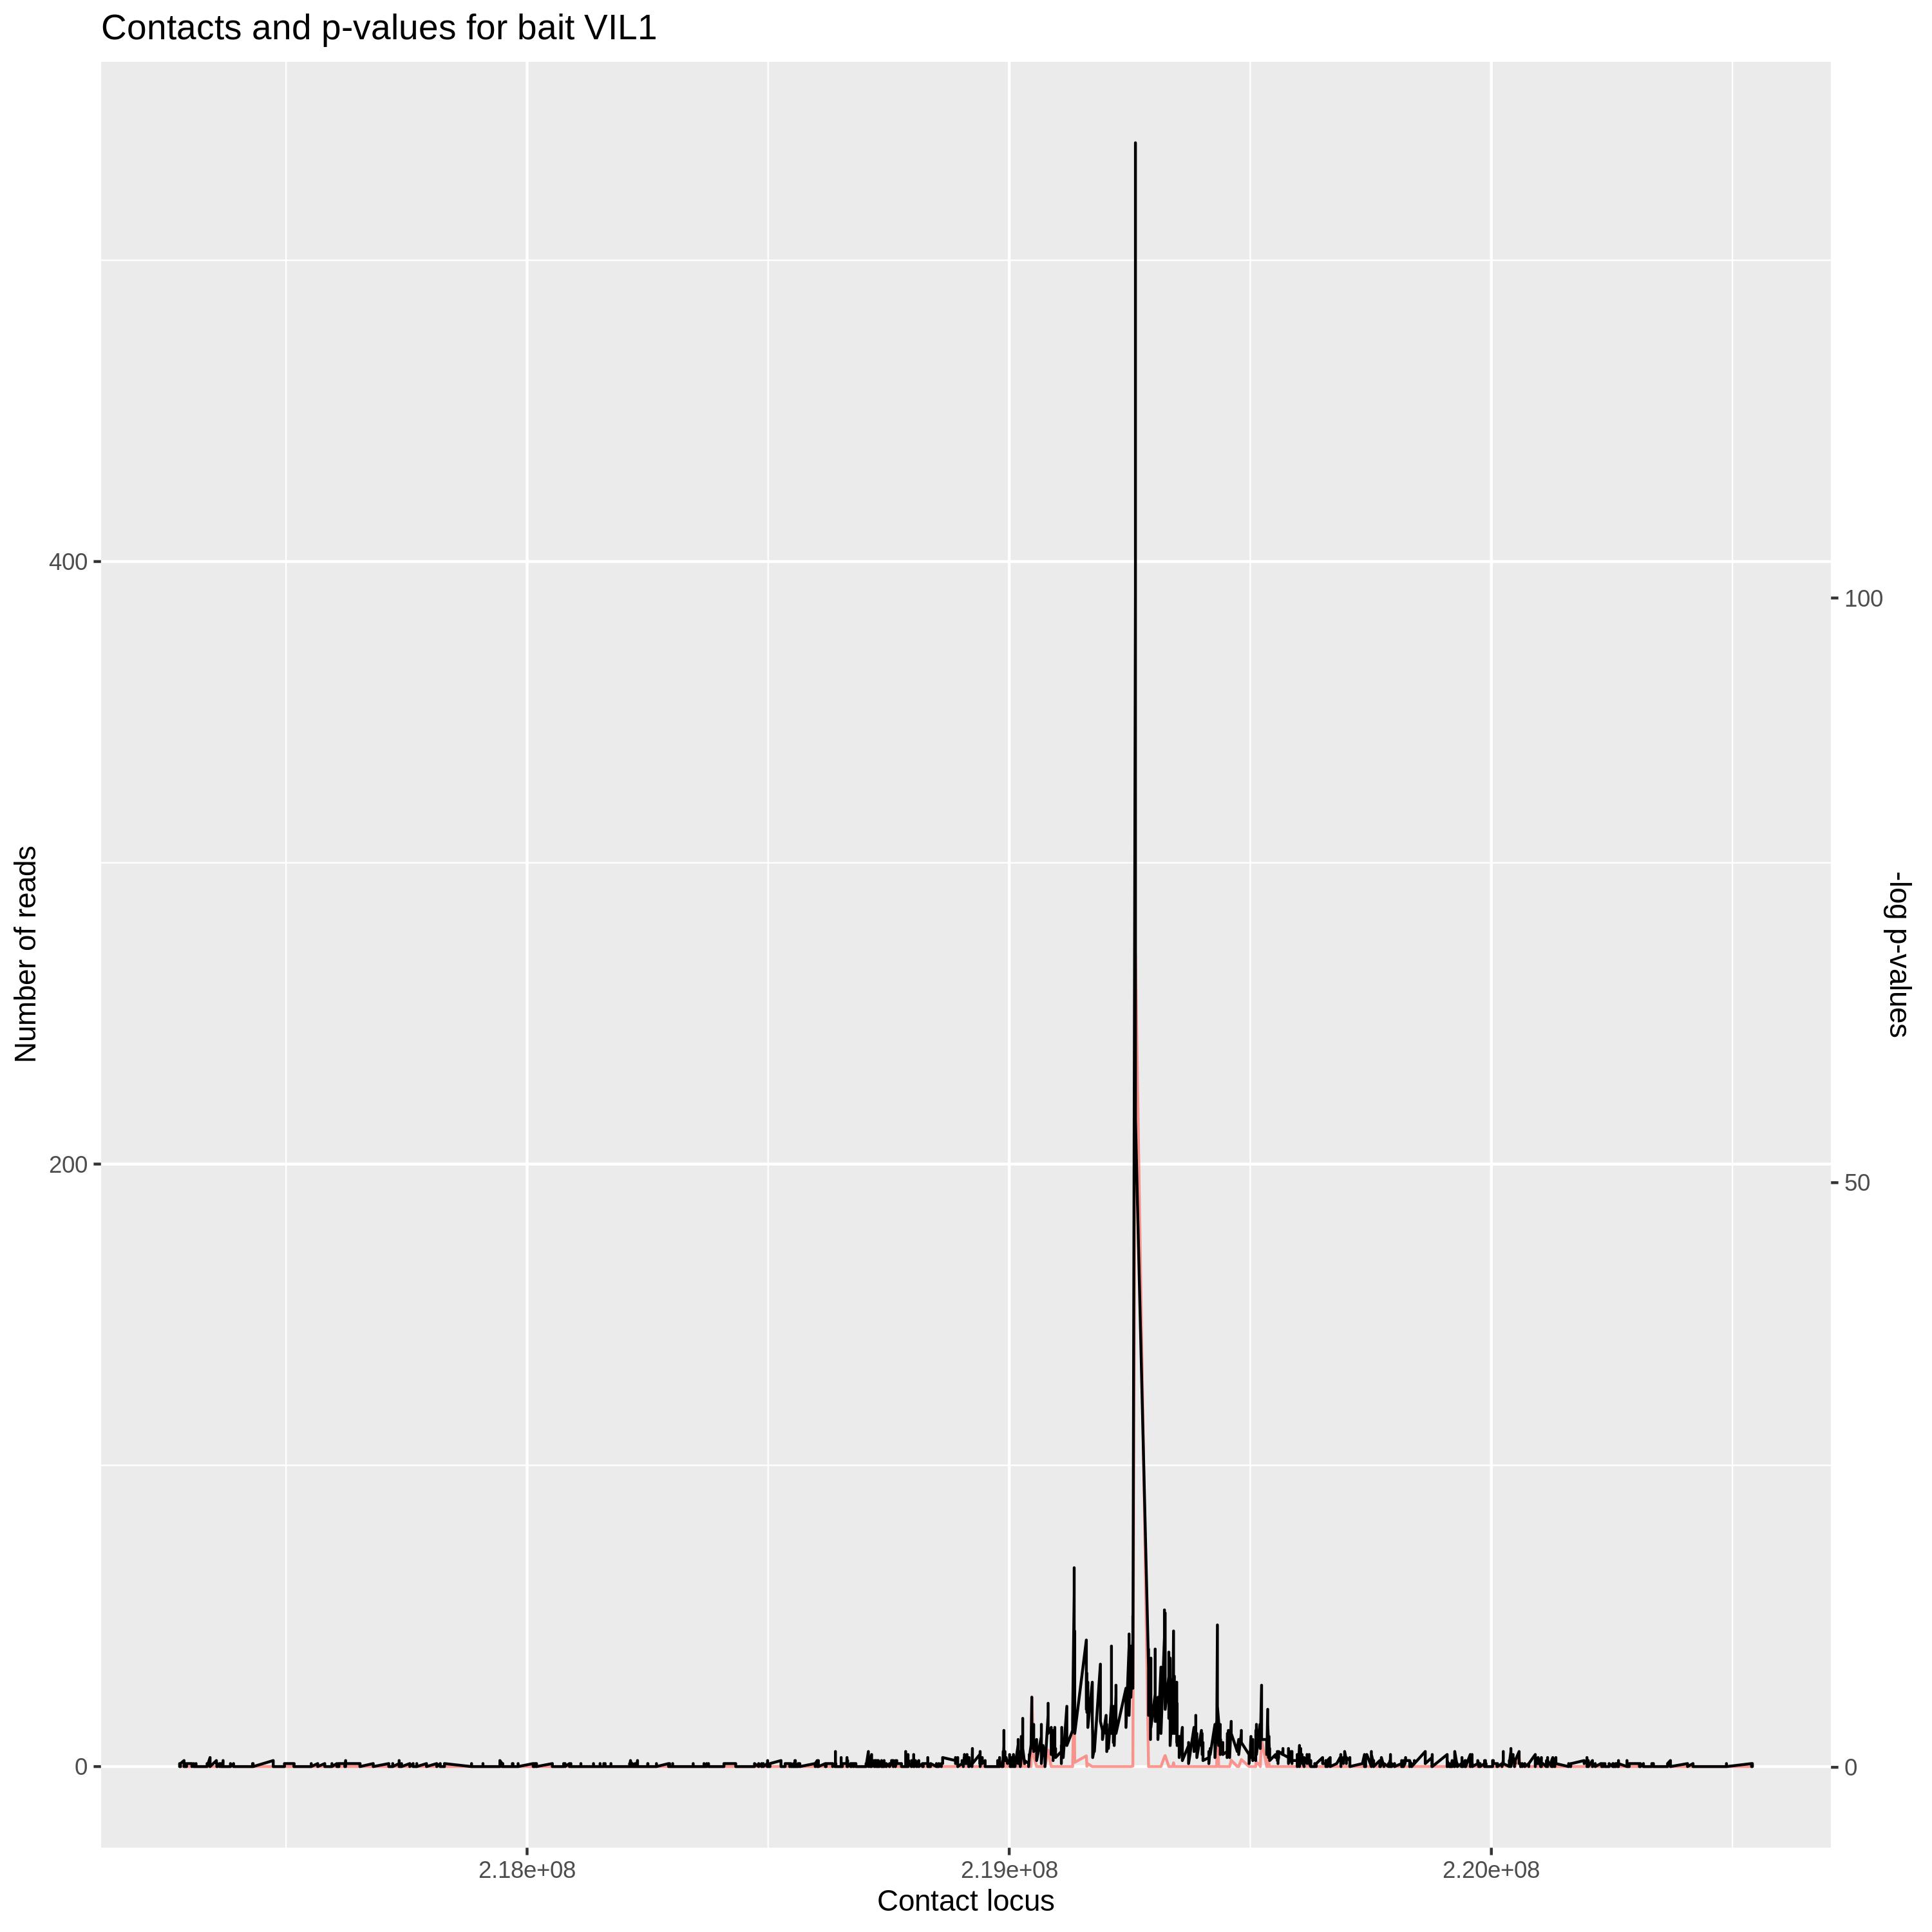 Contacts and p-values for bait VIL1
Number of reads
400
200
0
100
50
0
-log p-values
2.18e+08
2.19e+08
2.20e+08
Contact locus